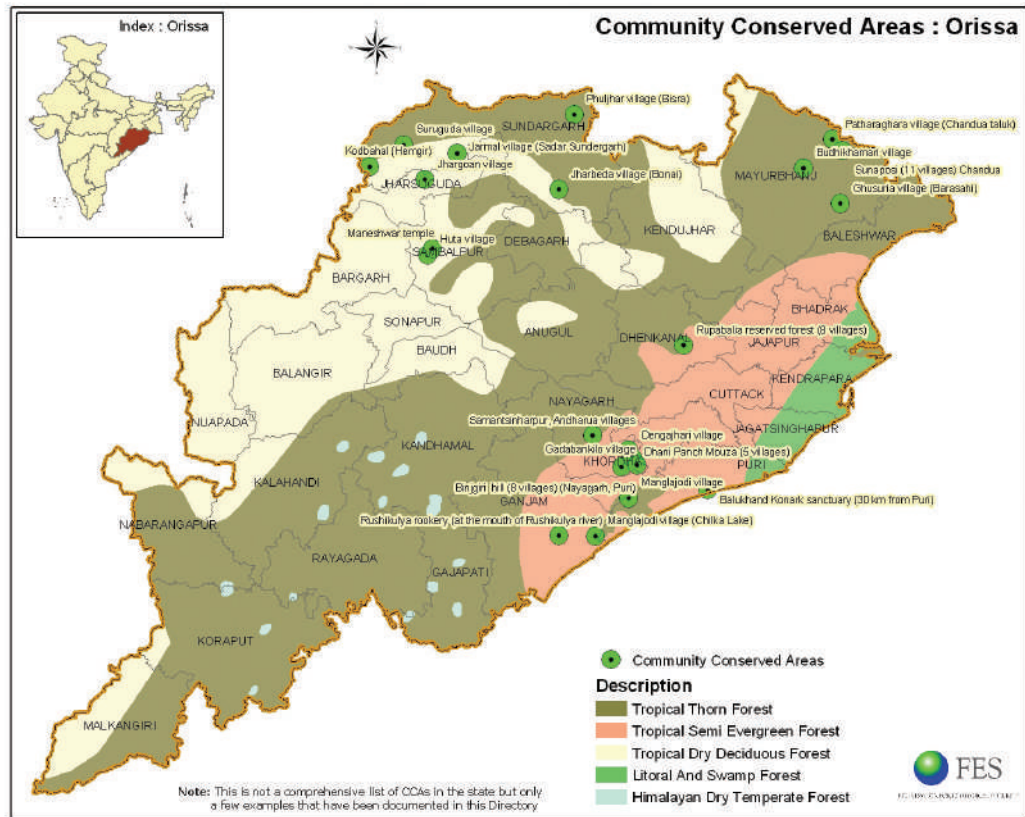 Index : Orissa
Community Conserved Areas : Orissa
Phuljhar village (Bisra)
SUNDARGARH
Suruguda village
Jarmal village (Sadar Sundergarh)
Kodbahal (Hemgir)
Jhargoan village
JHARSUGUDA
Jharbeda village (Bonai)
Patharaghara village (Chandua taluk)
Budhikhamari village
Sunaposi (11 villages) Chandua
MAYURBHANJ
Ghusuria village (Barasahi)
BALESHWAR
KENDUJHAR
Maneshwar temple
Huta village
SAMBALPUR
DEBAGARH
BARGARH
SONAPUR
BAUDH
ANUGUL
DHENKANAL
BHADRAK
Rupabalia reserved forest (8 villages)
JAJAPUR
KENDRAPARA
BALANGIR
NUAPADA
CUTTACK
NAYAGARH
JAGATSINGHAPUR
Samantsinharpur, Andharua villages
KANDHAMAL
Dengajhari village
Gadabanikilo village
Dhani Panch Mouza (5 villages)
KHORDHA
PURI
KALAHANDI
Binjgiri hill (8 villages) (Nayagarh, Puri)
Manglajodi village
GANJAM
Balukhand Konark sanctuary (30 km from Puri)
NABARANGAPUR
Rushikulya rookery (at the mouth of Rushikulya river)
Manglajodi village (Chilka Lake)
RAYAGADA
GAJAPATI
KORAPUT
MALKANGIRI
Community Conserved Areas
Description
Tropical Thorn Forest
Tropical Semi Evergreen Forest
Tropical Dry Deciduous Forest
Litoral And Swamp Forest
Himalayan Dry Temperate Forest
Note: This is not a comprehensive list of CCAs in the state but only
a few examples that have been documented in this Directory
FES